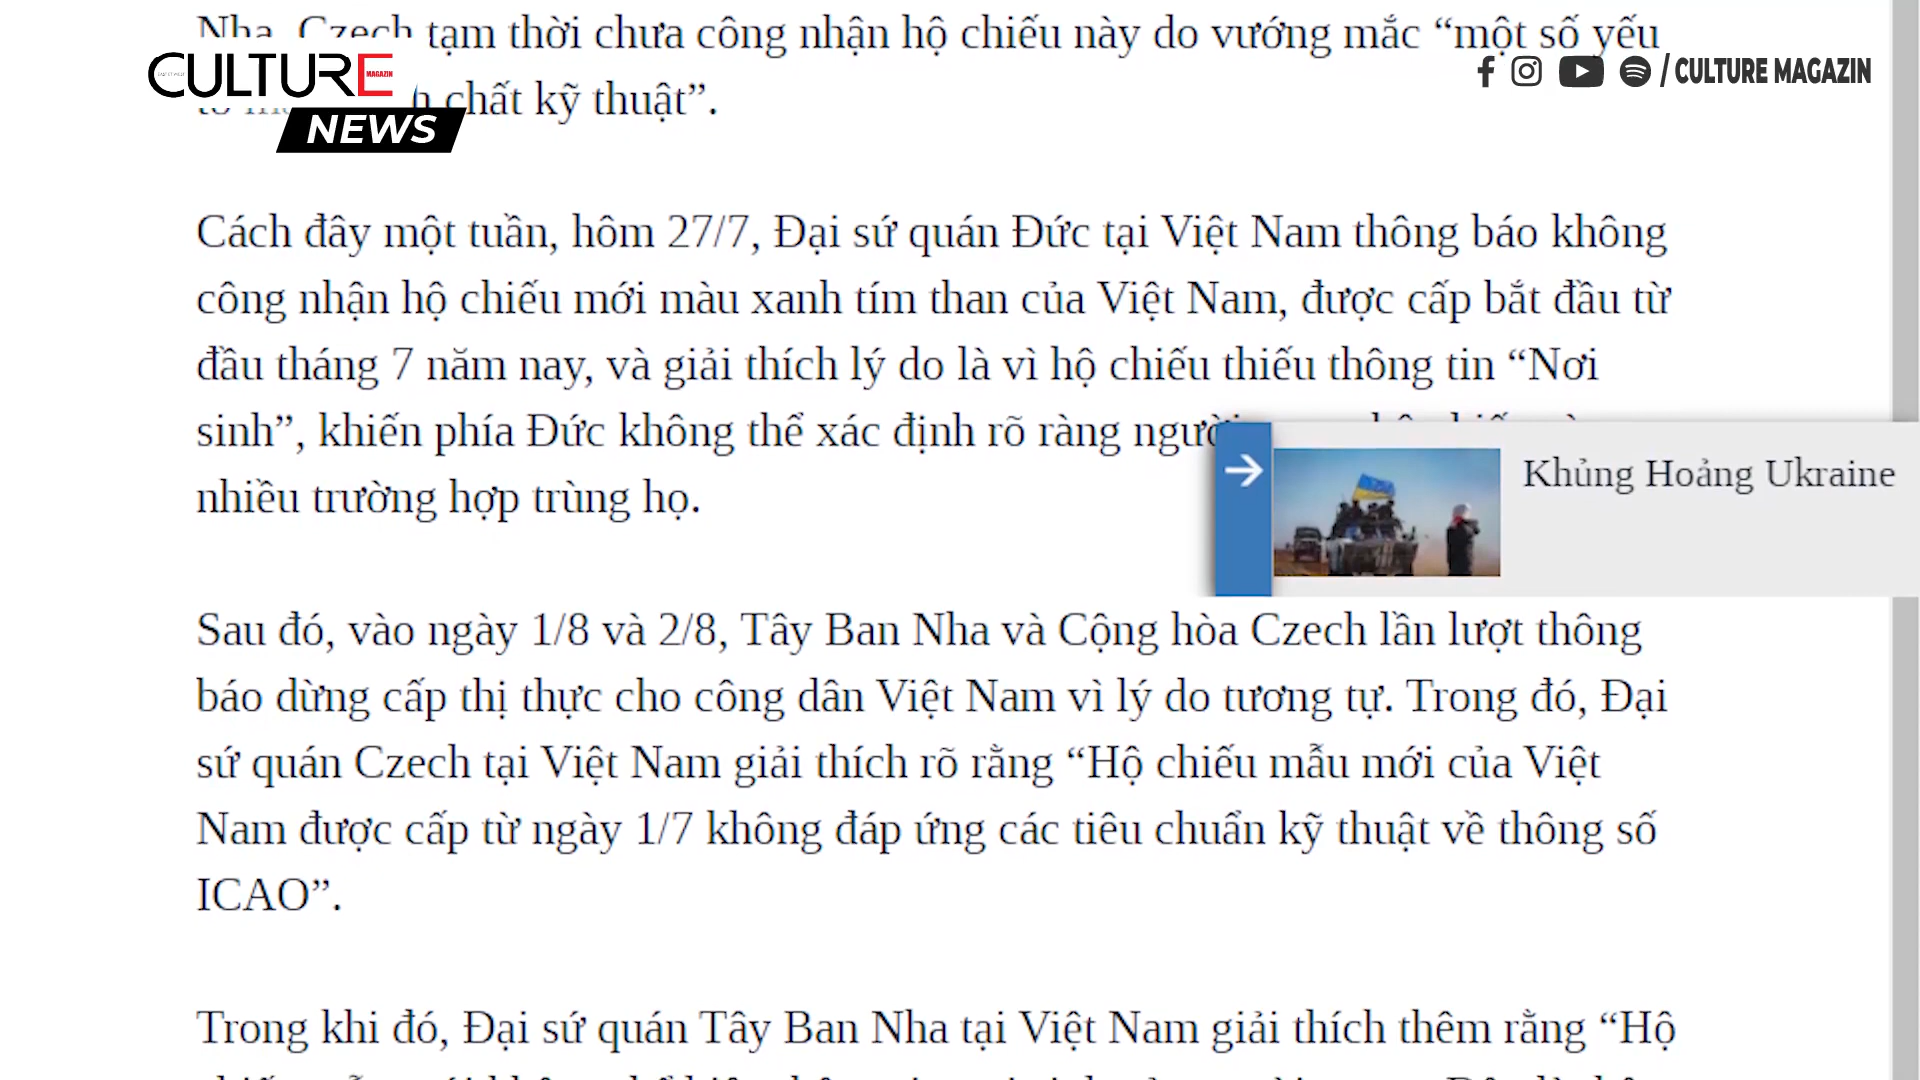 Nha, Czech tạm thời chưa công nhận hộ chiếu này do vướng mắc “một số yếu
chất kỹ thuật”.
CULTURE
MAGAZIN
NEWS
/ CULTURE MAGAZIN
Cách đây một tuần, hôm 27/7, Đại sứ quán Đức tại Việt Nam thông báo không
công nhận hộ chiếu mới màu xanh tím than của Việt Nam, được cấp bắt đầu từ
đầu tháng 7 năm nay, và giải thích lý do là vì hộ chiếu thiếu thông tin “Nơi
sinh”, khiến phía Đức không thể xác định rõ ràng người
nhiều trường hợp trùng họ.
Khủng Hoảng Ukraine
Sau đó, vào ngày 1/8 và 2/8, Tây Ban Nha và Cộng hòa Czech lần lượt thông
báo dừng cấp thị thực cho công dân Việt Nam vì lý do tương tự. Trong đó, Đại
sứ quán Czech tại Việt Nam giải thích rõ rằng “Hộ chiếu mẫu mới của Việt
Nam được cấp từ ngày 1/7 không đáp ứng các tiêu chuẩn kỹ thuật về thông số
ICAO”.
Trong khi đó, Đại sứ quán Tây Ban Nha tại Việt Nam giải thích thêm rằng “Hộ